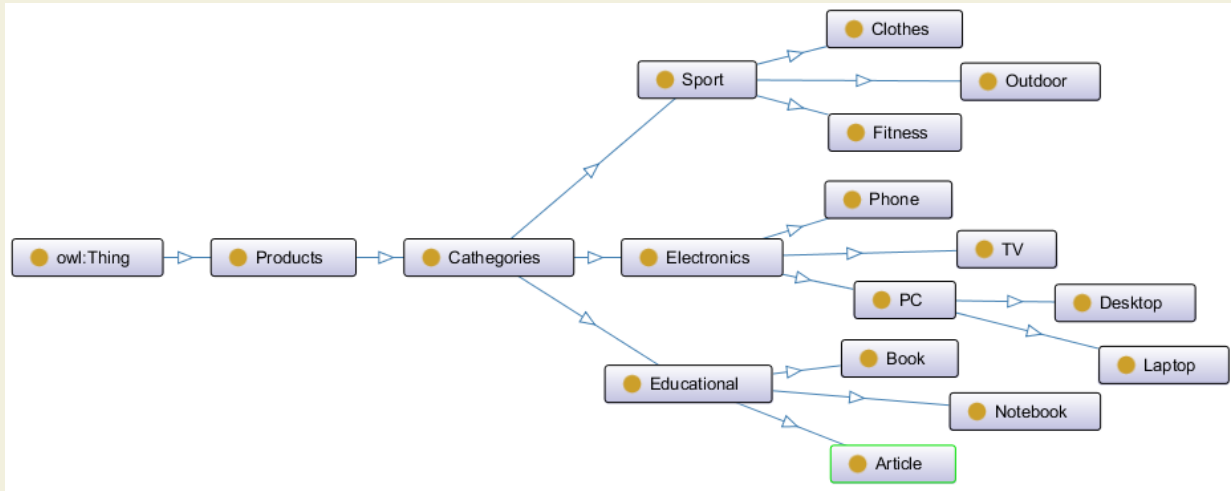 Clothes
Sport
Outdoor
Fitness
Phone
owl:Thing
Products
Cathegories
Electronics
TV
PC
Desktop
Book
Laptop
Educational
Notebook
Article